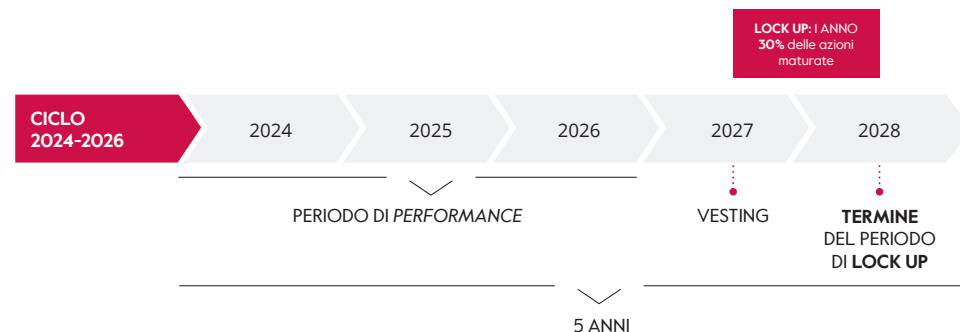 LOCK UP: I ANNO
30% delle azioni
maturate
CICLO
2024-2026
2024
2025
2026
2027
2028
PERIODO DI PERFORMANCE
VESTING
TERMINE
DEL PERIODO
DI LOCK UP
5 ANNI